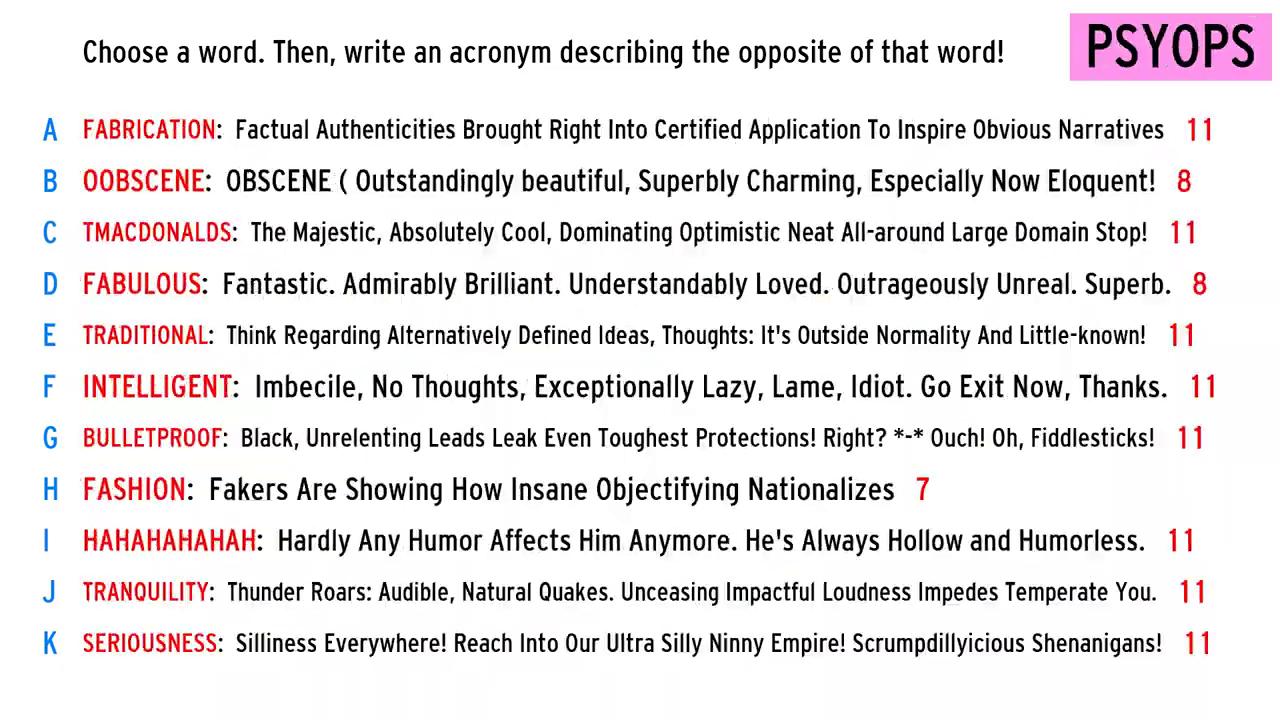 Choose a word. Then, write an acronym describing the opposite of that word!
PSYOPS
A FABRICATION: Factual Authenticities Brought Right Into Certified Application To Inspire Obvious Narratives 11
B OOBSCENE: OBSCENE ( Outstandingly beautiful, Superbly Charming, Especially Now Eloquent! 8
C TMACDONALDS: The Majestic, Absolutely Cool, Dominating Optimistic Neat All-around Large Domain Stop! 11
D FABULOUS: Fantastic. Admirably Brilliant. Understandably Loved. Outrageously Unreal. Superb. 8
E TRADITIONAL: Think Regarding Alternatively Defined Ideas, Thoughts: It's Outside Normality And Little-known! 11
F INTELLIGENT: Imbecile, No Thoughts, Exceptionally Lazy, Lame, Idiot. Go Exit Now, Thanks. 11
G BULLETPROOF: Black, Unrelenting Leads Leak Even Toughest Protections! Right? *-* Ouch! Oh, Fiddlesticks! 11
H FASHION: Fakers Are Showing How Insane Objectifying Nationalizes 7
I HAHAHAHAHAH: Hardly Any Humor Affects Him Anymore. He's Always Hollow and Humorless. 11
J TRANQUILITY: Thunder Roars: Audible, Natural Quakes. Unceasing Impactful Loudness Impedes Temperate You. 11
K SERIOUSNESS: Silliness Everywhere! Reach Into Our Ultra Silly Ninny Empire! Scrumpdillyicious Shenanigans! 11